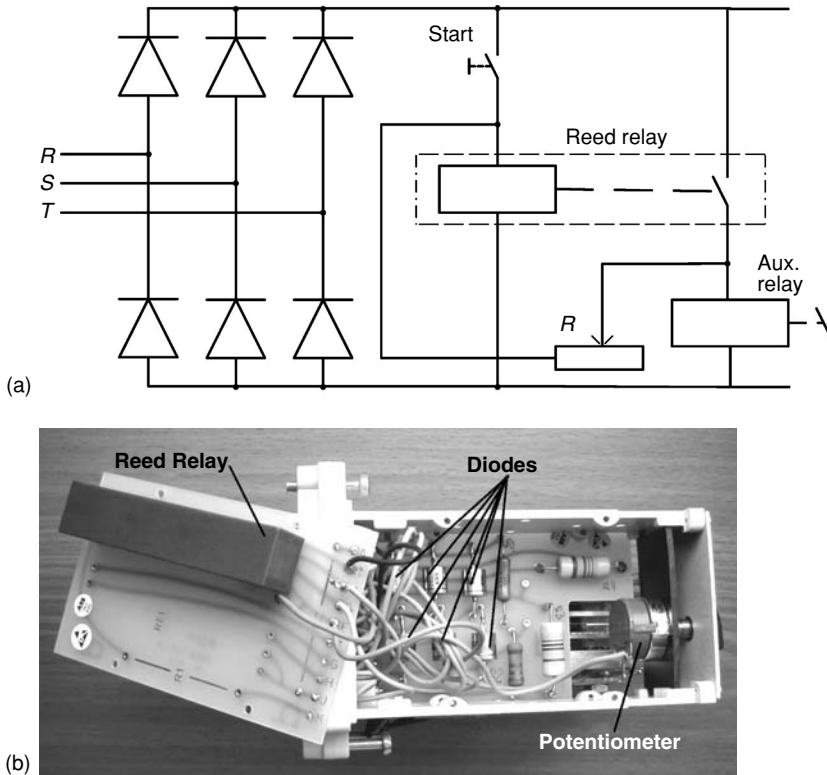 Start
Reed relay
R
S
T
Aux.
relay
R
(a)
Reed Relay
Diodes
Potentiometer
(b)